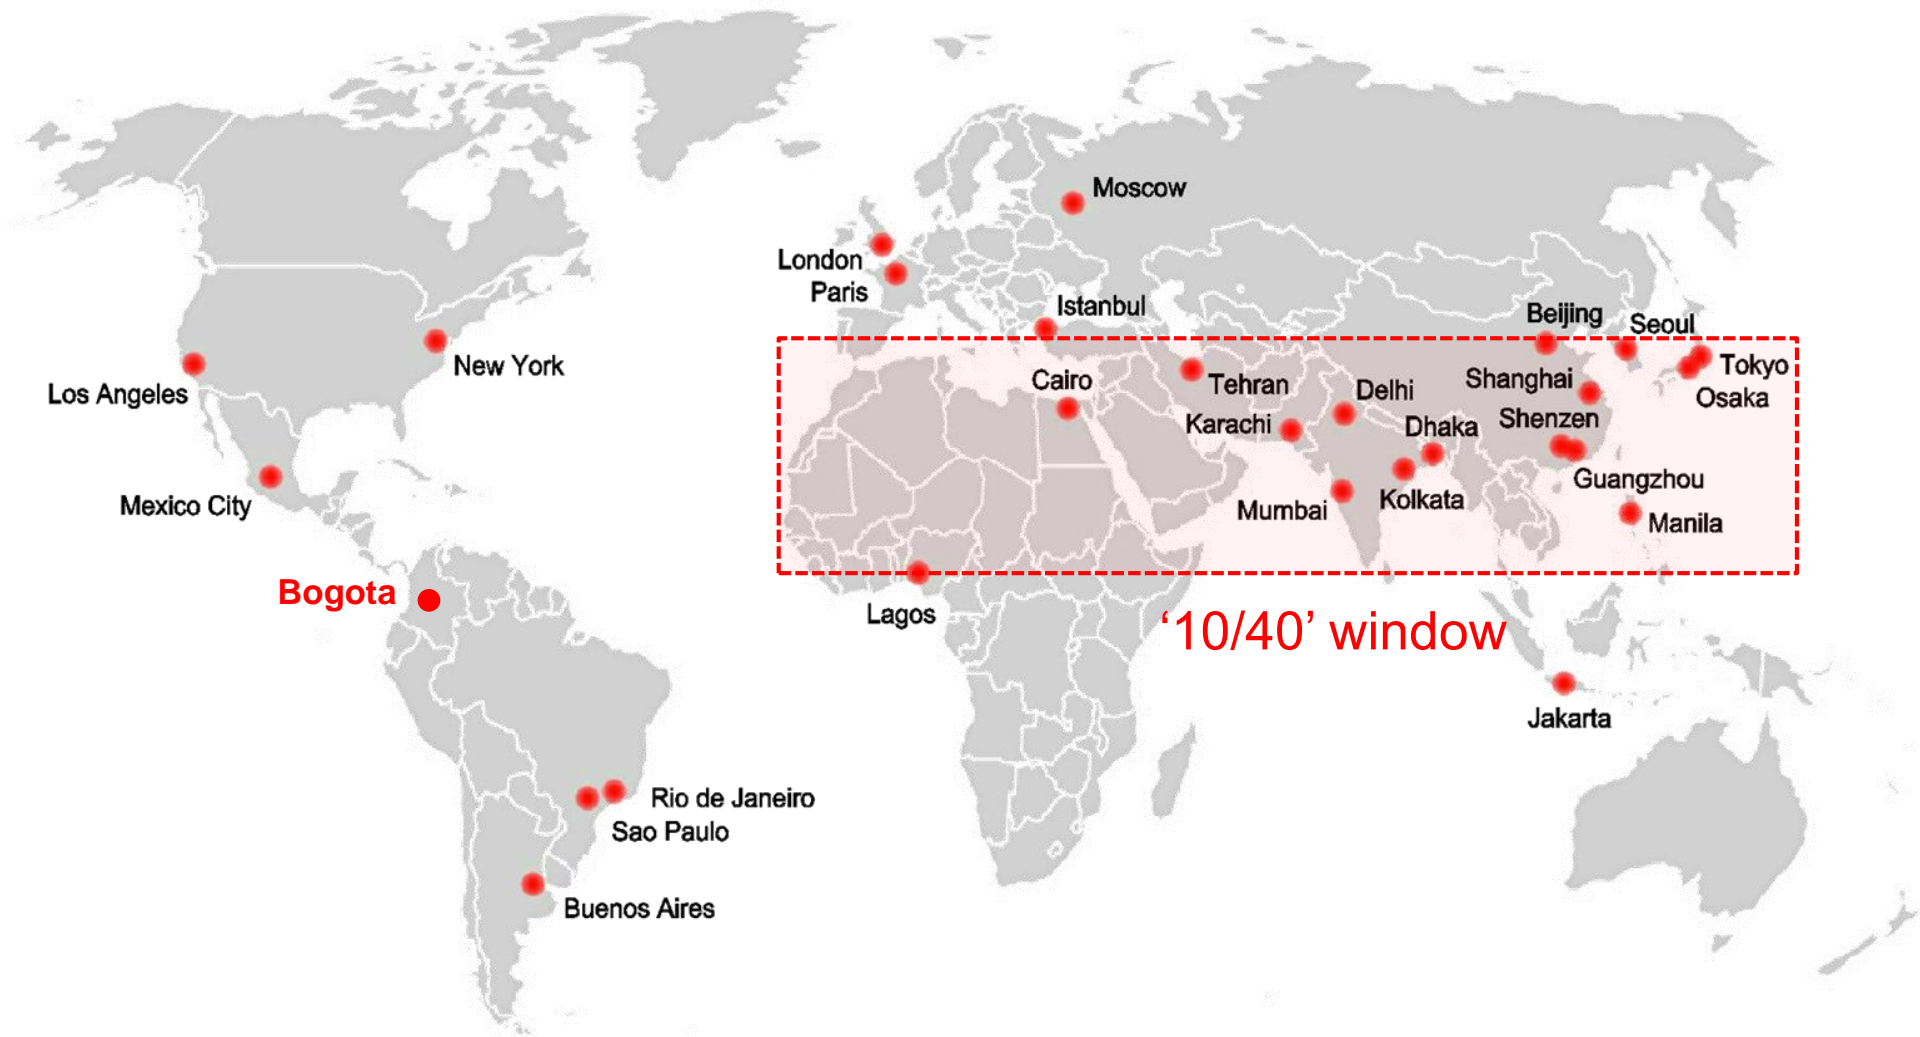 Moscow
London
Paris
Istanbul
Beijing
Seoul
New York
Los Angeles
Cairo
Tehran
Delhi
Shanghai
Tokyo
Osaka
Karachi
Dhaka
Shenzen
Guangzhou
Mexico City
Mumbai
Kolkata
Manila
Bogota
Lagos
‘10/40’ window
Jakarta
Rio de Janeiro
Sao Paulo
Buenos Aires